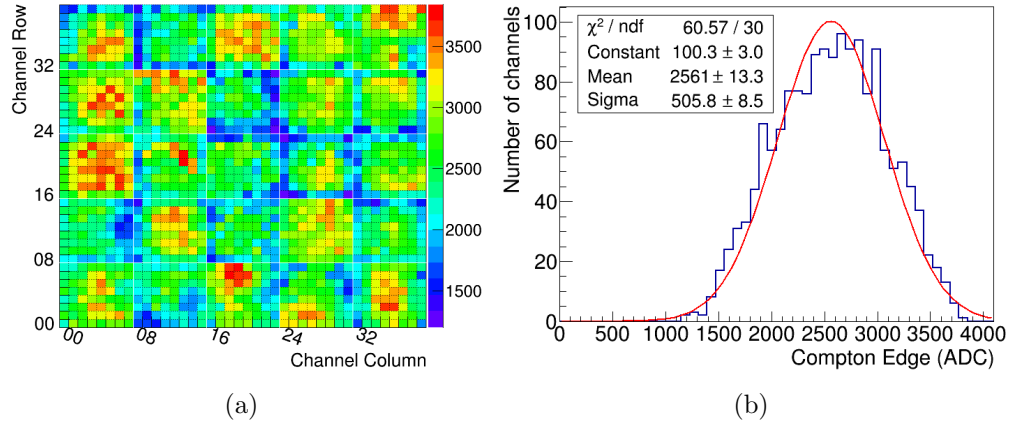 Channel Row
32
24
16
08
00
00 08 16 24 32
Channel Column
3500
3000
2500
2000
1500
(a)
Number of channels
100
80
60
40
20
0
χ² / ndf 60.57 / 30
Constant 100.3 ± 3.0
Mean 2561 ± 13.3
Sigma 505.8 ± 8.5
0 500 1000 1500 2000 2500 3000 3500 4000
Compton Edge (ADC)
(b)